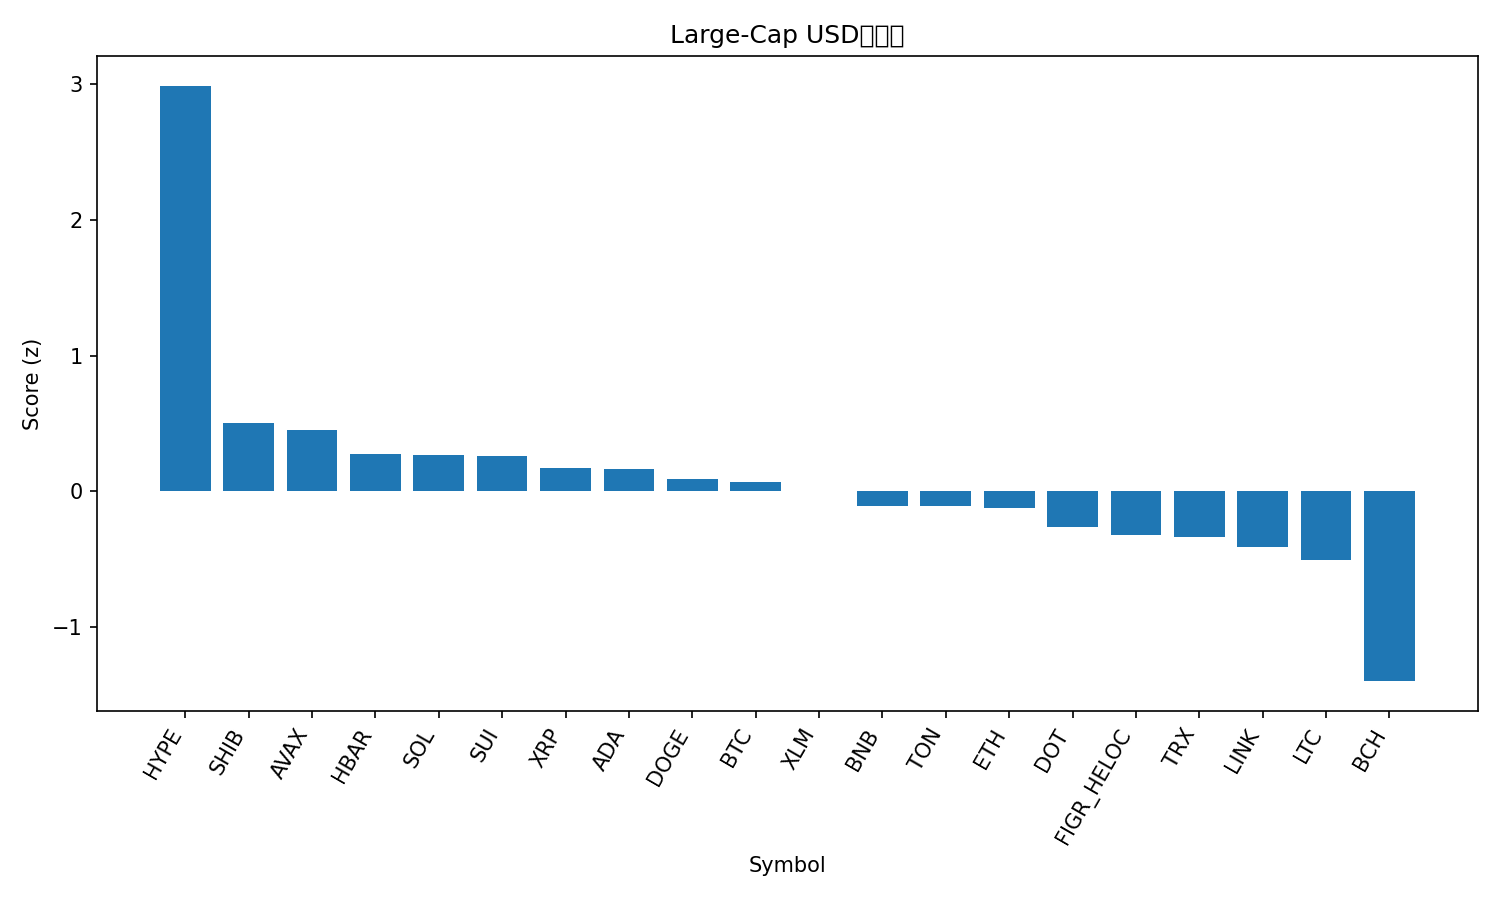 Large-Cap USD
3
2
1
0
−1
Score (z)
HYPE
SHIB
AVAX
HBAR
SOL
SUI
XRP
ADA
DOGE
BTC
XLM
BNB
TON
ETH
DOT
FIGR_HELOC
TRX
LINK
LTC
BCH
Symbol